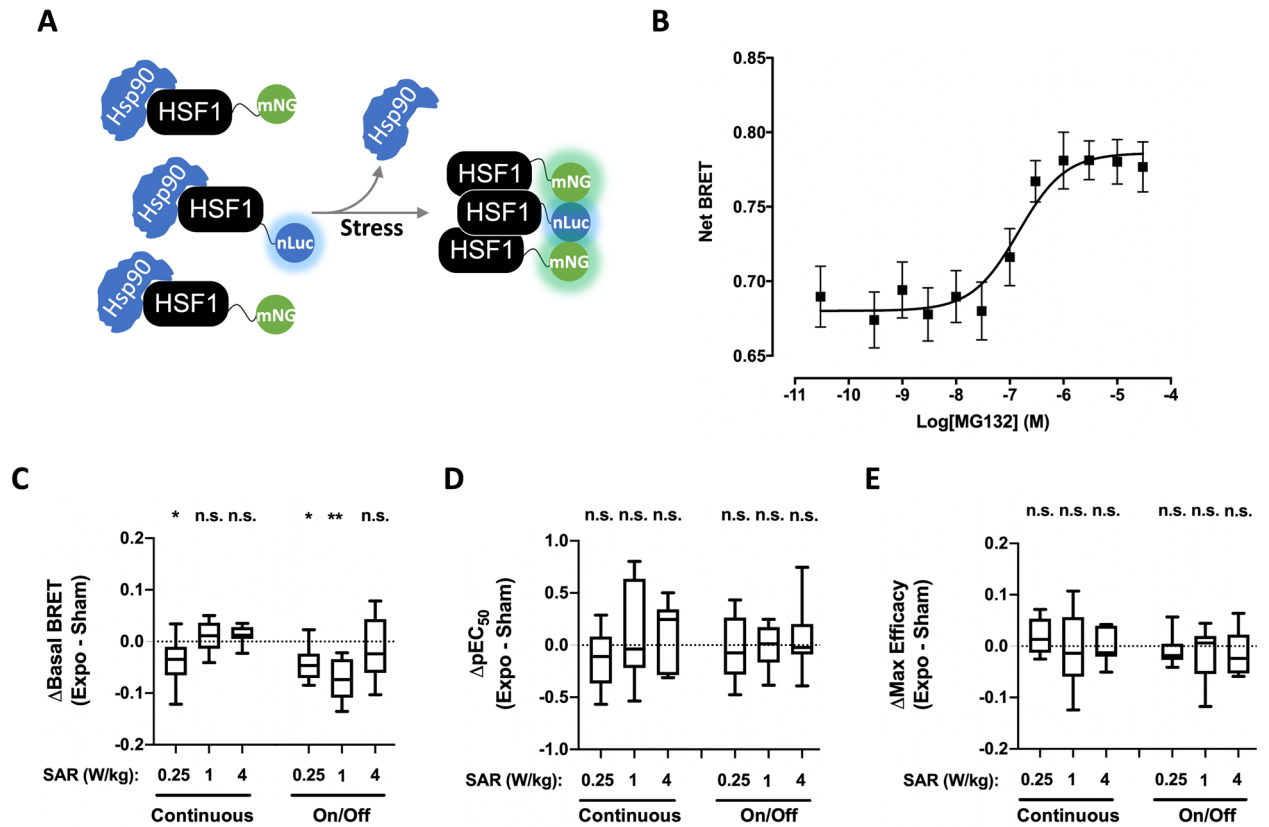 A
Hsp90
HSF1
mNG
Hsp90
HSF1
nLuc
Hsp90
HSF1
mNG
Hsp90
Stress
HSF1
mNG
HSF1
nLuc
HSF1
mNG
B
Net BRET
0.85
0.80
0.75
0.70
0.65
-11 -10 -9 -8 -7 -6 -5 -4
Log[MG132] (M)
C
* n.s. n.s. * ** n.s.
ΔBasal BRET
(Expo - Sham)
0.2
0.1
0.0
-0.1
-0.2
SAR (W/kg): 0.25 1 4 0.25 1 4
Continuous On/Off
D
n.s. n.s. n.s. n.s. n.s. n.s.
ΔpEC50
(Expo - Sham)
1.0
0.5
0.0
-0.5
-1.0
SAR (W/kg): 0.25 1 4 0.25 1 4
Continuous On/Off
E
n.s. n.s. n.s. n.s. n.s. n.s.
ΔMax Efficacy
(Expo - Sham)
0.2
0.1
0.0
-0.1
-0.2
SAR (W/kg): 0.25 1 4 0.25 1 4
Continuous On/Off